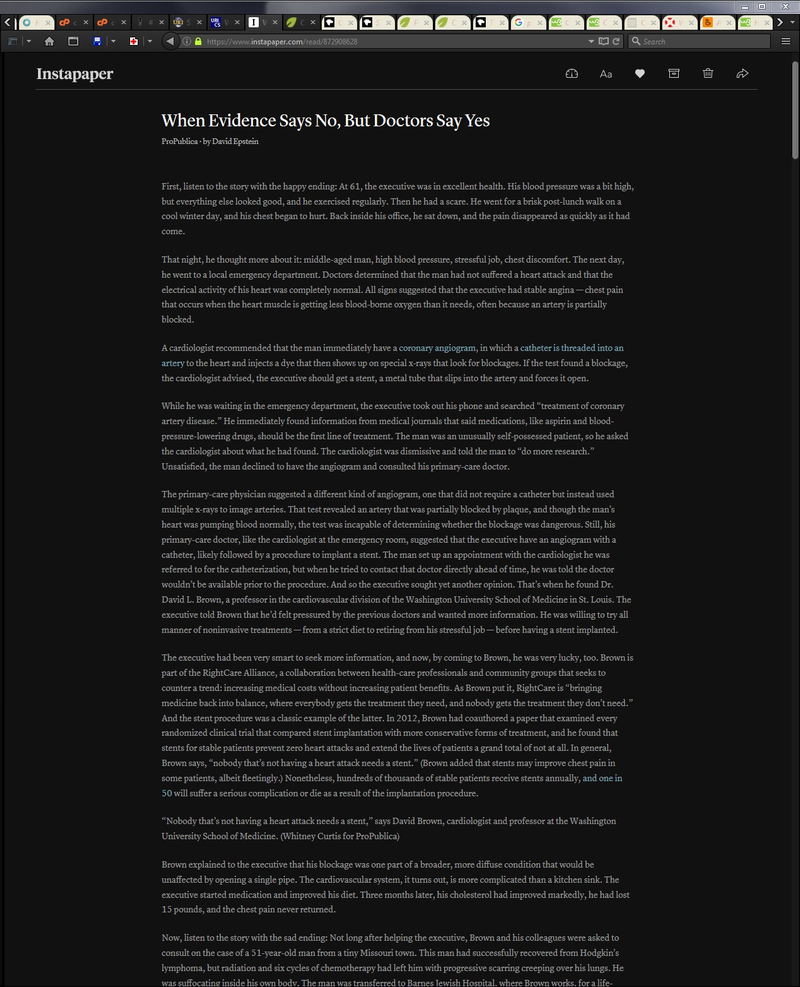 https://www.instapaper.com/read/872908628
Search
Instapaper
Aa
When Evidence Says No, But Doctors Say Yes
ProPublica · by David Epstein
First, listen to the story with the happy ending: At 61, the executive was in excellent health. His blood pressure was a bit high,
but everything else looked good, and he exercised regularly. Then he had a scare. He went for a brisk post-lunch walk on a
cool winter day, and his chest began to hurt. Back inside his office, he sat down, and the pain disappeared as quickly as it had
come.
That night, he thought more about it: middle-aged man, high blood pressure, stressful job, chest discomfort. The next day,
he went to a local emergency department. Doctors determined that the man had not suffered a heart attack and that the
electrical activity of his heart was completely normal. All signs suggested that the executive had stable angina — chest pain
that occurs when the heart muscle is getting less blood-borne oxygen than it needs, often because an artery is partially
blocked.
A cardiologist recommended that the man immediately have a coronary angiogram, in which a catheter is threaded into an
artery to the heart and injects a dye that then shows up on special x-rays that look for blockages. If the test found a blockage,
the cardiologist advised, the executive should get a stent, a metal tube that slips into the artery and forces it open.
While he was waiting in the emergency department, the executive took out his phone and searched “treatment of coronary
artery disease.” He immediately found information from medical journals that said medications, like aspirin and blood-
pressure-lowering drugs, should be the first line of treatment. The man was an unusually self-possessed patient, so he asked
the cardiologist about what he had found. The cardiologist was dismissive and told the man to “do more research.”
Unsatisfied, the man declined to have the angiogram and consulted his primary-care doctor.
The primary-care physician suggested a different kind of angiogram, one that did not require a catheter but instead used
multiple x-rays to image arteries. That test revealed an artery that was partially blocked by plaque, and though the man’s
heart was pumping blood normally, the test was incapable of determining whether the blockage was dangerous. Still, his
primary-care doctor, like the cardiologist at the emergency room, suggested that the executive have an angiogram with a
catheter, likely followed by a procedure to implant a stent. The man set up an appointment with the cardiologist he was
referred to for the catheterization, but when he tried to contact that doctor directly ahead of time, he was told the doctor
wouldn’t be available prior to the procedure. And so the executive sought yet another opinion. That’s when he found Dr.
David L. Brown, a professor in the cardiovascular division of the Washington University School of Medicine in St. Louis. The
executive told Brown that he’d felt pressured by the previous doctors and wanted more information. He was willing to try all
manner of noninvasive treatments — from a strict diet to retiring from his stressful job — before having a stent implanted.
The executive had been very smart to seek more information, and now, by coming to Brown, he was very lucky, too. Brown is
part of the RightCare Alliance, a collaboration between health-care professionals and community groups that seeks to
counter a trend: increasing medical costs without increasing patient benefits. As Brown put it, RightCare is “bringing
medicine back into balance, where everybody gets the treatment they need, and nobody gets the treatment they don’t need.”
And the stent procedure was a classic example of the latter. In 2012, Brown had coauthored a paper that examined every
randomized clinical trial that compared stent implantation with more conservative forms of treatment, and he found that
stents for stable patients prevent zero heart attacks and extend the lives of patients a grand total of not at all. In general,
Brown says, “nobody that’s not having a heart attack needs a stent.” (Brown added that stents may improve chest pain in
some patients, albeit fleetingly.) Nonetheless, hundreds of thousands of stable patients receive stents annually, and one in
50 will suffer a serious complication or die as a result of the implantation procedure.
“Nobody that’s not having a heart attack needs a stent,” says David Brown, cardiologist and professor at the Washington
University School of Medicine. (Whitney Curtis for ProPublica)
Brown explained to the executive that his blockage was one part of a broader, more diffuse condition that would be
unaffected by opening a single pipe. The cardiovascular system, it turns out, is more complicated than a kitchen sink. The
executive started medication and improved his diet. Three months later, his cholesterol had improved markedly, he had lost
15 pounds, and the chest pain never returned.
Now, listen to the story with the sad ending: Not long after helping the executive, Brown and his colleagues were asked to
consult on the case of a 51-year-old man from a tiny Missouri town. This man had successfully recovered from Hodgkin’s
lymphoma, but radiation and six cycles of chemotherapy had left him with progressive scarring creeping over his lungs. He
was suffocating inside his own body. The man was transferred to Barnes Jewish Hospital, where Brown works, for a life-